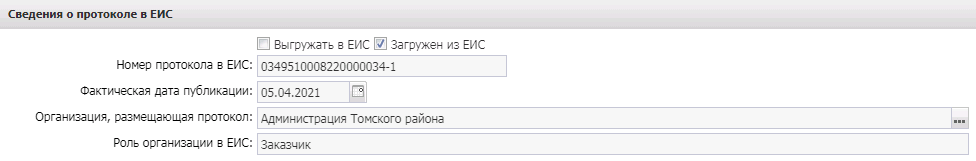 Сведения о протоколе в ЕИС
Выгружать в ЕИС Загружен из ЕИС
Номер протокола в ЕИС: 0349510008220000034-1
Фактическая дата публикации: 05.04.2021
Организация, размещающая протокол: Администрация Томского района ...
Роль организации в ЕИС: Заказчик